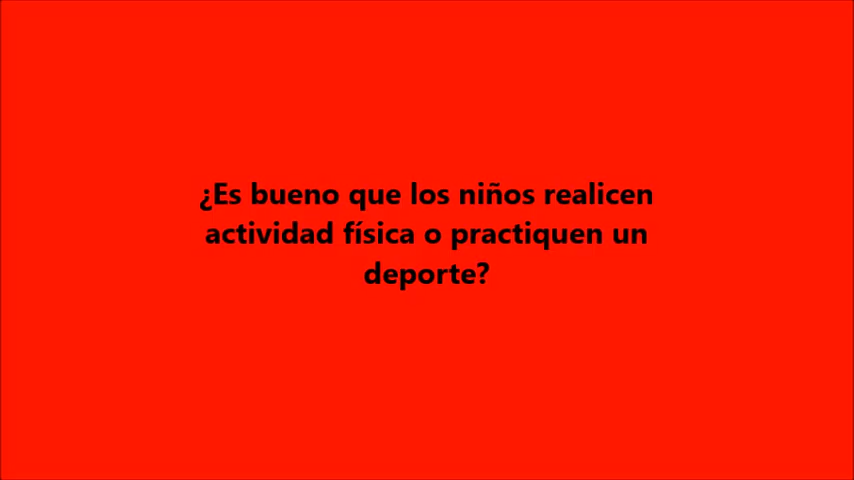 ¿Es bueno que los niños realicen
actividad física o practiquen un
deporte?